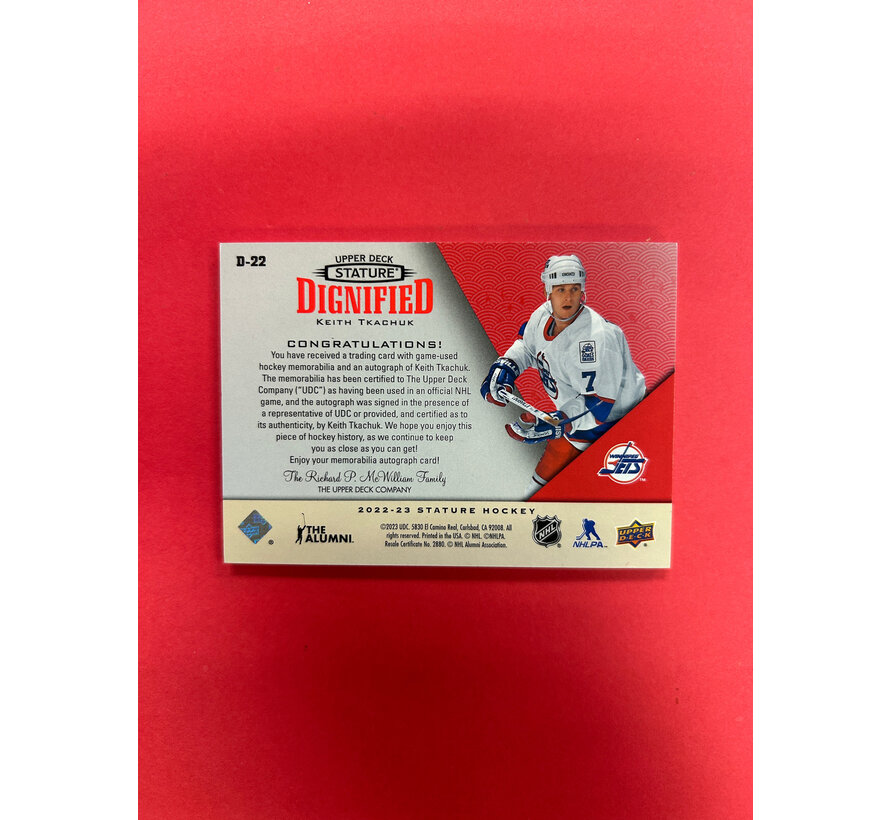 D-22
UPPER DECK
STATURE
DIGNIFIED
KEITH TKACHUK
CONGRATULATIONS!
You have received a trading card with game-used
hockey memorabilia and an autograph of Keith Tkachuk.
The memorabilia has been certified to The Upper Deck
Company ("UDC") as having been used in an official NHL
game, and the autograph was signed in the presence of
a representative of UDC or provided, and certified as to
its authenticity, by Keith Tkachuk. We hope you enjoy this
piece of hockey history, as we continue to keep
you as close as you can get!
Enjoy your memorabilia autograph card!
The Richard P. McWilliam Family
THE UPPER DECK COMPANY
7
WINNIPEG
JETS
2022-23 STATURE HOCKEY
®
THE
ALUMNI.
©2023 UDC. 5830 El Camino Real, Carlsbad, CA 92008. All
rights reserved. Printed in the USA. © NHL. ©NHLPA.
Resale Certificate No. 2880. © NHL Alumni Association.
NHL
NHLPA
UPPER
DECK